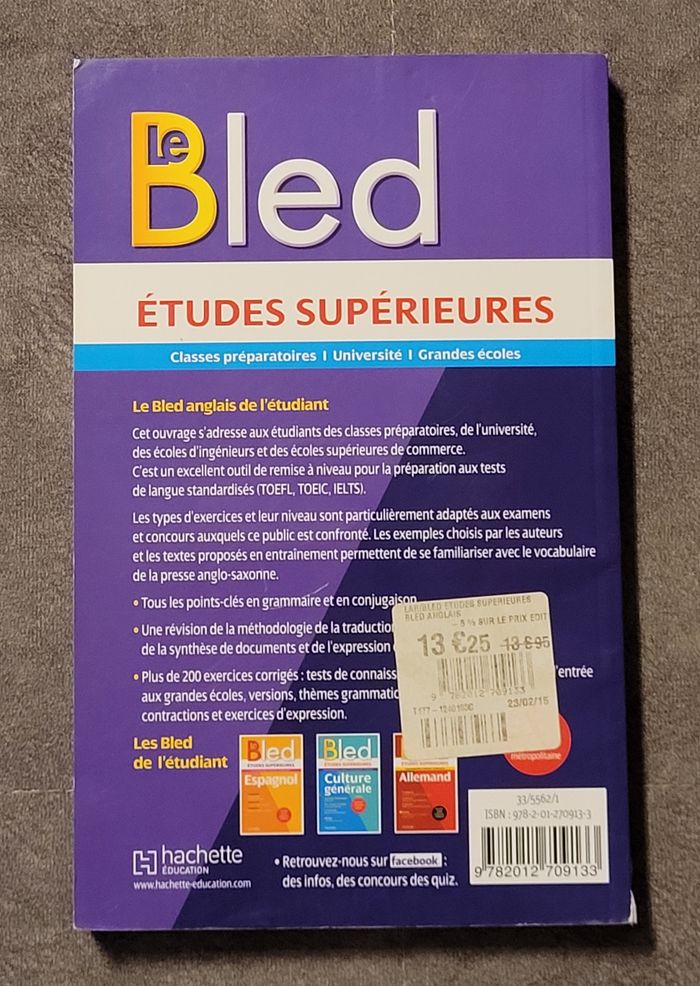 Le Bled
ÉTUDES SUPÉRIEURES
Classes préparatoires I Université I Grandes écoles
Le Bled anglais de l'étudiant
Cet ouvrage s'adresse aux étudiants des classes préparatoires, de l'université,
des écoles d'ingénieurs et des écoles supérieures de commerce.
C'est un excellent outil de remise à niveau pour la préparation aux tests
de langue standardisés (TOEFL, TOEIC, IELTS).
Les types d'exercices et leur niveau sont particulièrement adaptés aux examens
et concours auxquels ce public est confronté. Les exemples choisis par les auteurs
et les textes proposés en entraînement permettent de se familiariser avec le vocabulaire
de la presse anglo-saxonne.
• Tous les points-clés en grammaire et en conjugaison
• Une révision de la méthodologie de la traduction
de la synthèse de documents et de l'expression
• Plus de 200 exercices corrigés : tests de connaiss l'entrée
aux grandes écoles, versions, thèmes grammatic
contractions et exercices d'expression.
LAR/BLED ETUDES SUPERIEURES
BLED ANGLAIS
- 5 % SUR LE PRIX EDIT
13 €25 13 €95
9 782012 709133
23/02/15
métropolitaine
Les Bled
de l'étudiant
Bled
ÉTUDES SUPÉRIEURES
Espagnol
Bled
ÉTUDES SUPÉRIEURES
Culture
générale
ÉTUDES SUPÉRIEURES
Allemand
hachette
ÉDUCATION
www.hachette-education.com
• Retrouvez-nous sur facebook :
des infos, des concours des quiz.
33/5562/1
ISBN : 978-2-01-270913-3
9 782012 709133